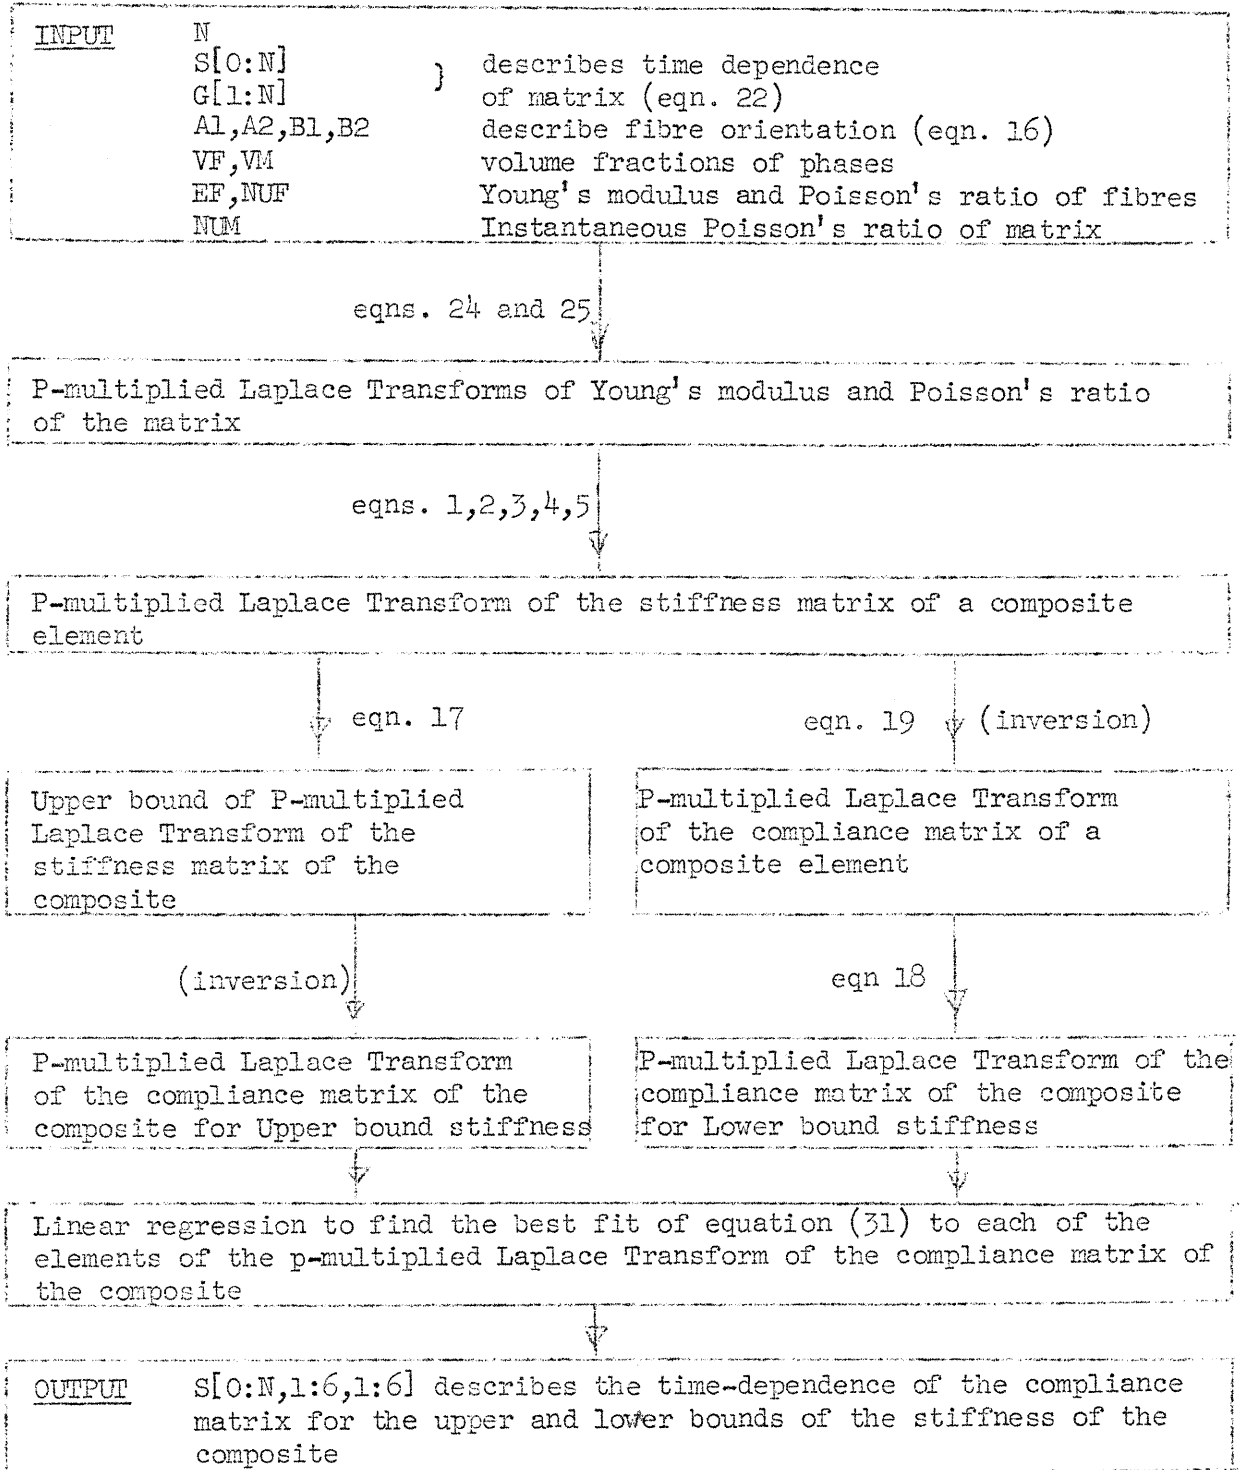 INPUT N
S[0:N] } describes time dependence
G[1:N] of matrix (eqn. 22)
A1,A2,B1,B2 describe fibre orientation (eqn. 16)
VF,VM volume fractions of phases
EF,NUF Young's modulus and Poisson's ratio of fibres
NUM Instantaneous Poisson's ratio of matrix
eqns. 24 and 25
P-multiplied Laplace Transforms of Young's modulus and Poisson's ratio
of the matrix
eqns. 1,2,3,4,5
P-multiplied Laplace Transform of the stiffness matrix of a composite
element
eqn. 17
eqn. 19 (inversion)
Upper bound of P-multiplied
Laplace Transform of the
stiffness matrix of the
composite
P-multiplied Laplace Transform
of the compliance matrix of a
composite element
(inversion)
eqn 18
P-multiplied Laplace Transform
of the compliance matrix of the
composite for Upper bound stiffness
P-multiplied Laplace Transform of the
compliance matrix of the composite
for Lower bound stiffness
Linear regression to find the best fit of equation (31) to each of the
elements of the p-multiplied Laplace Transform of the compliance matrix of
the composite
OUTPUT S[0:N,1:6,1:6] describes the time-dependence of the compliance
matrix for the upper and lower bounds of the stiffness of the
composite